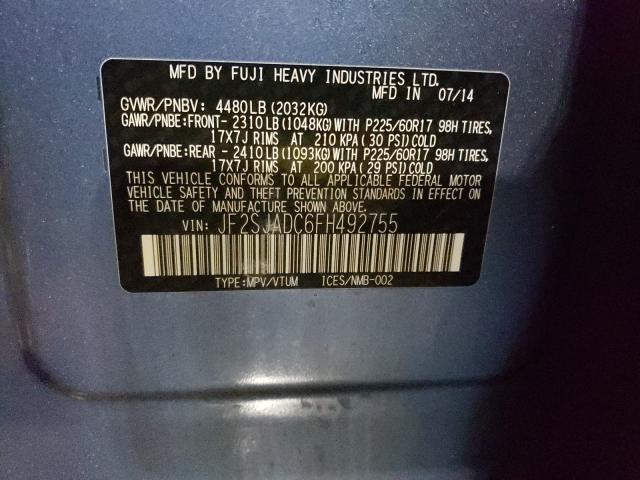 MFD BY FUJI HEAVY INDUSTRIES LTD.
MFD IN 07/14
GVWR/PNBV: 4480LB(2032KG)
GAWR/PNBE:FRONT- 2310LB(1048KG)WITH P225/60R17 98H TIRES,
17X7J RIMS AT 210 KPA( 30 PSI)COLD
GAWR/PNBE:REAR - 2410LB(1093KG)WITH P225/60R17 98H TIRES,
17X7J RIMS AT 200 KPA( 29 PSI)COLD
THIS VEHICLE CONFORMS TO ALL APPLICABLE FEDERAL MOTOR
VEHICLE SAFETY AND THEFT PREVENTION STANDARDS IN EFFECT ON
THE DATE OF MANUFACTURE SHOWN ABOVE.
VIN: JF2SJADC6FH492755
TYPE:MPV/VTUM ICES/NMB-002